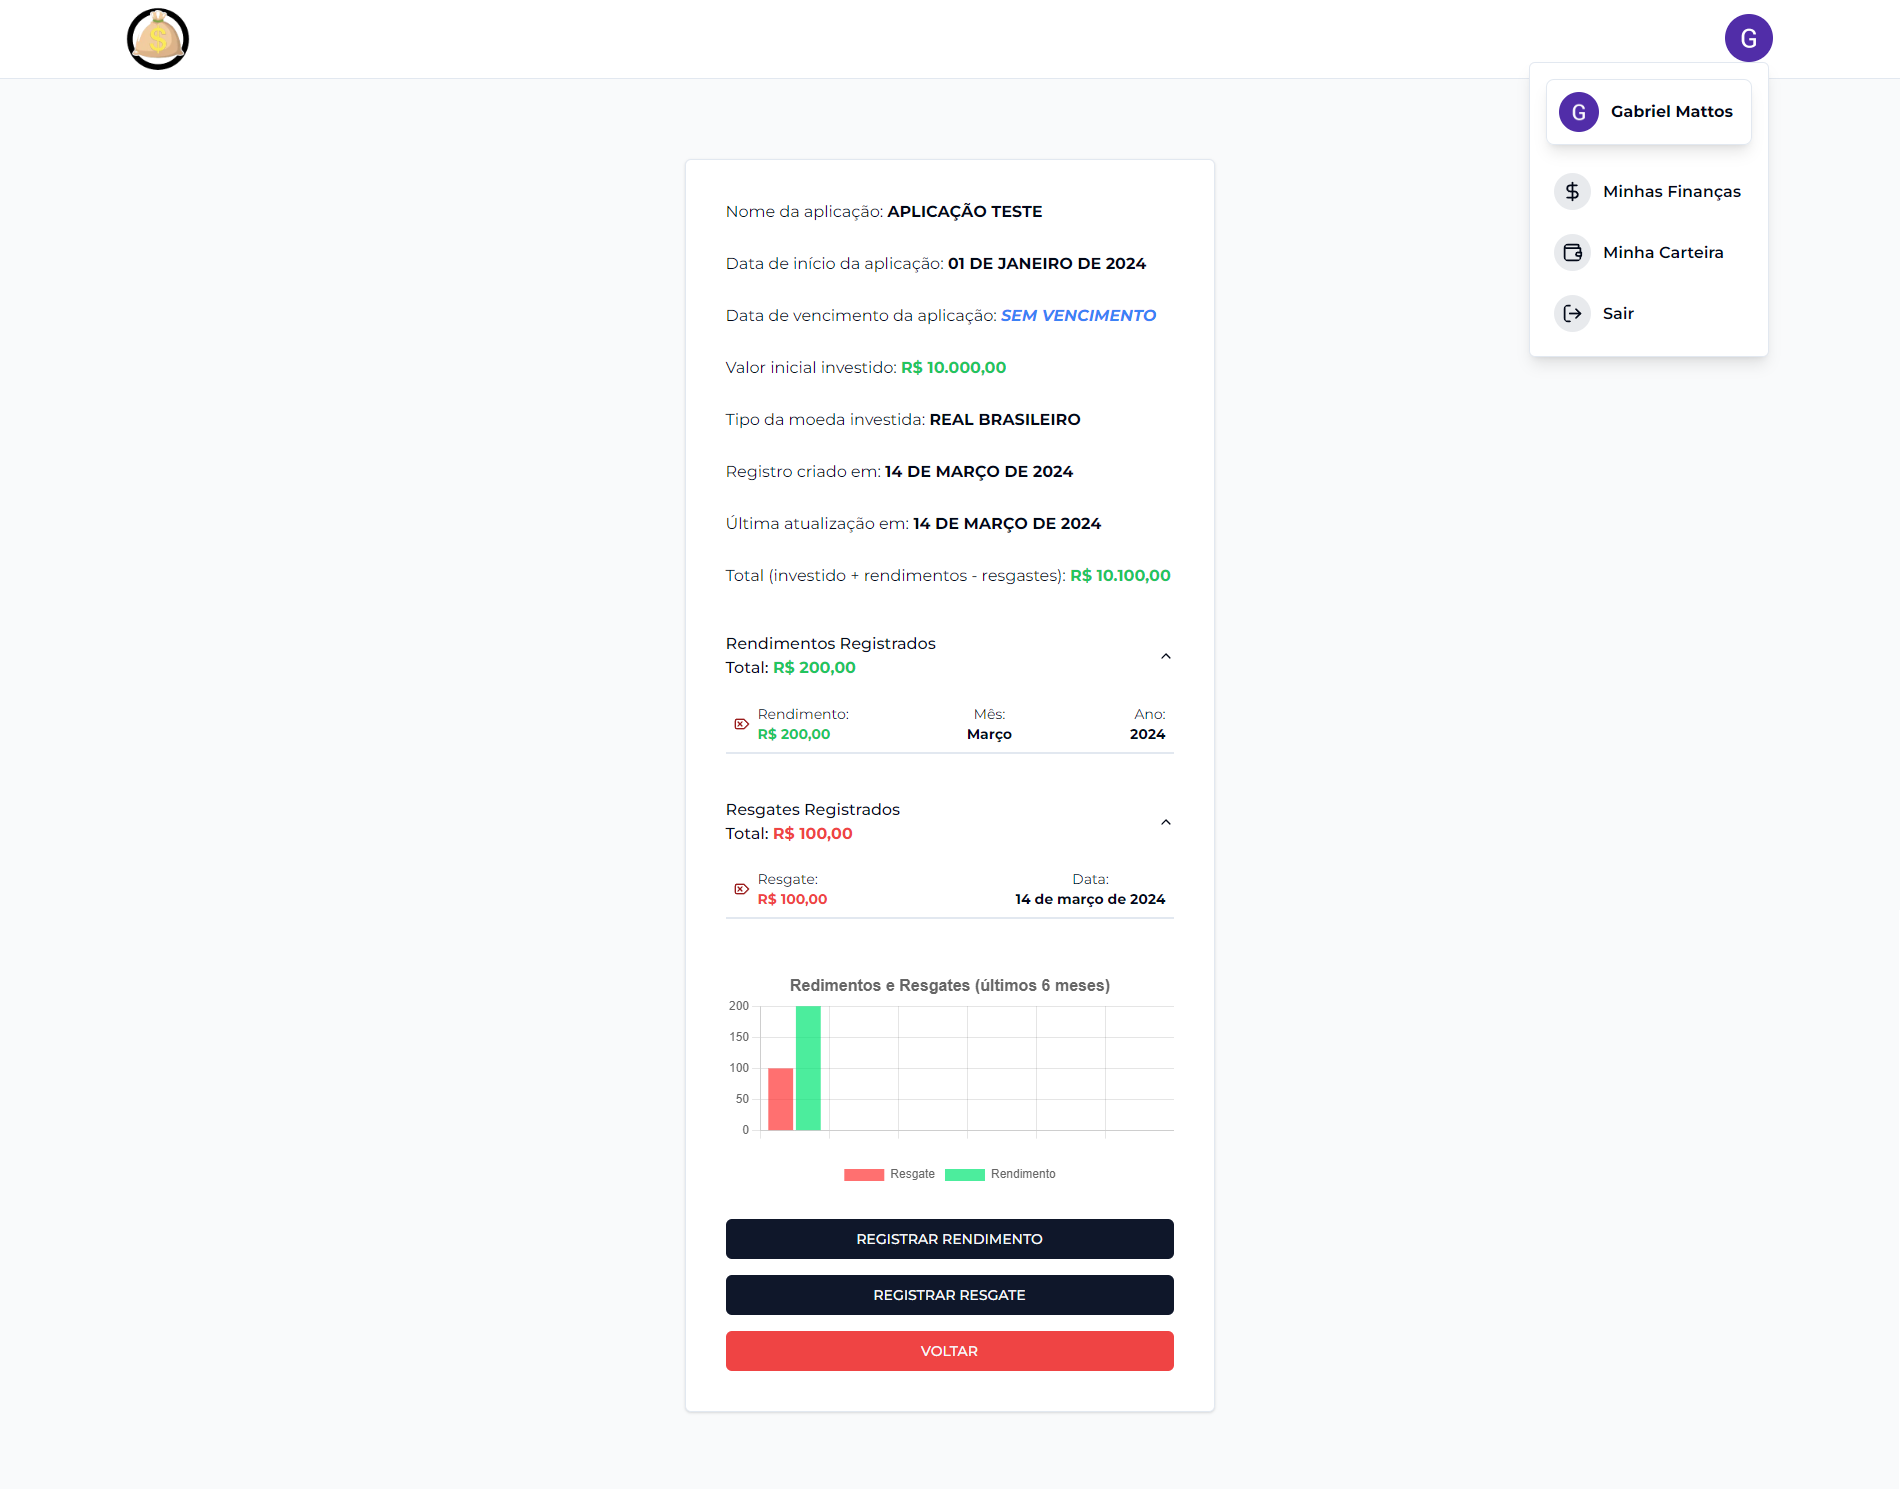 $
G
G Gabriel Mattos
Minhas Finanças
Minha Carteira
Sair
Nome da aplicação: APLICAÇÃO TESTE
Data de início da aplicação: 01 DE JANEIRO DE 2024
Data de vencimento da aplicação: SEM VENCIMENTO
Valor inicial investido: R$ 10.000,00
Tipo da moeda investida: REAL BRASILEIRO
Registro criado em: 14 DE MARÇO DE 2024
Última atualização em: 14 DE MARÇO DE 2024
Total (investido + rendimentos - resgastes): R$ 10.100,00
Rendimentos Registrados
Total: R$ 200,00
Rendimento: Mês: Ano:
R$ 200,00 Março 2024
Resgates Registrados
Total: R$ 100,00
Resgate: Data:
R$ 100,00 14 de março de 2024
Redimentos e Resgates (últimos 6 meses)
200
150
100
50
0
Resgate Rendimento
REGISTRAR RENDIMENTO
REGISTRAR RESGATE
VOLTAR